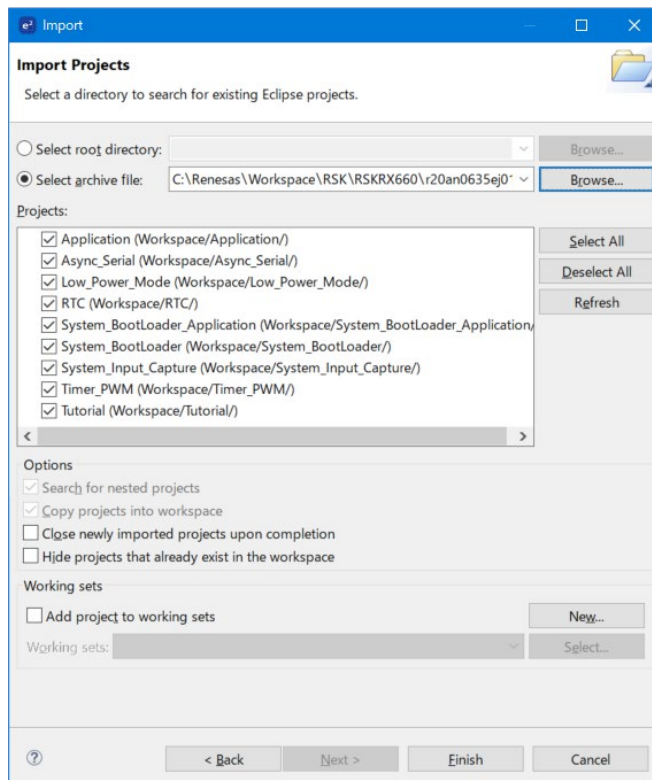 e² Import
Import Projects
Select a directory to search for existing Eclipse projects.
Select root directory: Browse...
Select archive file: C:\Renesas\Workspace\RSK\RSKRX660\r20an0635ej01 Browse...
Projects:
Application (Workspace/Application/) Select All
Async_Serial (Workspace/Async_Serial/) Deselect All
Low_Power_Mode (Workspace/Low_Power_Mode/)
RTC (Workspace/RTC/) Refresh
System_BootLoader_Application (Workspace/System_BootLoader_Application/
System_BootLoader (Workspace/System_BootLoader/)
System_Input_Capture (Workspace/System_Input_Capture/)
Timer_PWM (Workspace/Timer_PWM/)
Tutorial (Workspace/Tutorial/)
Options
Search for nested projects
Copy projects into workspace
Close newly imported projects upon completion
Hide projects that already exist in the workspace
Working sets
Add project to working sets New...
Working sets: Select...
? < Back Next > Finish Cancel